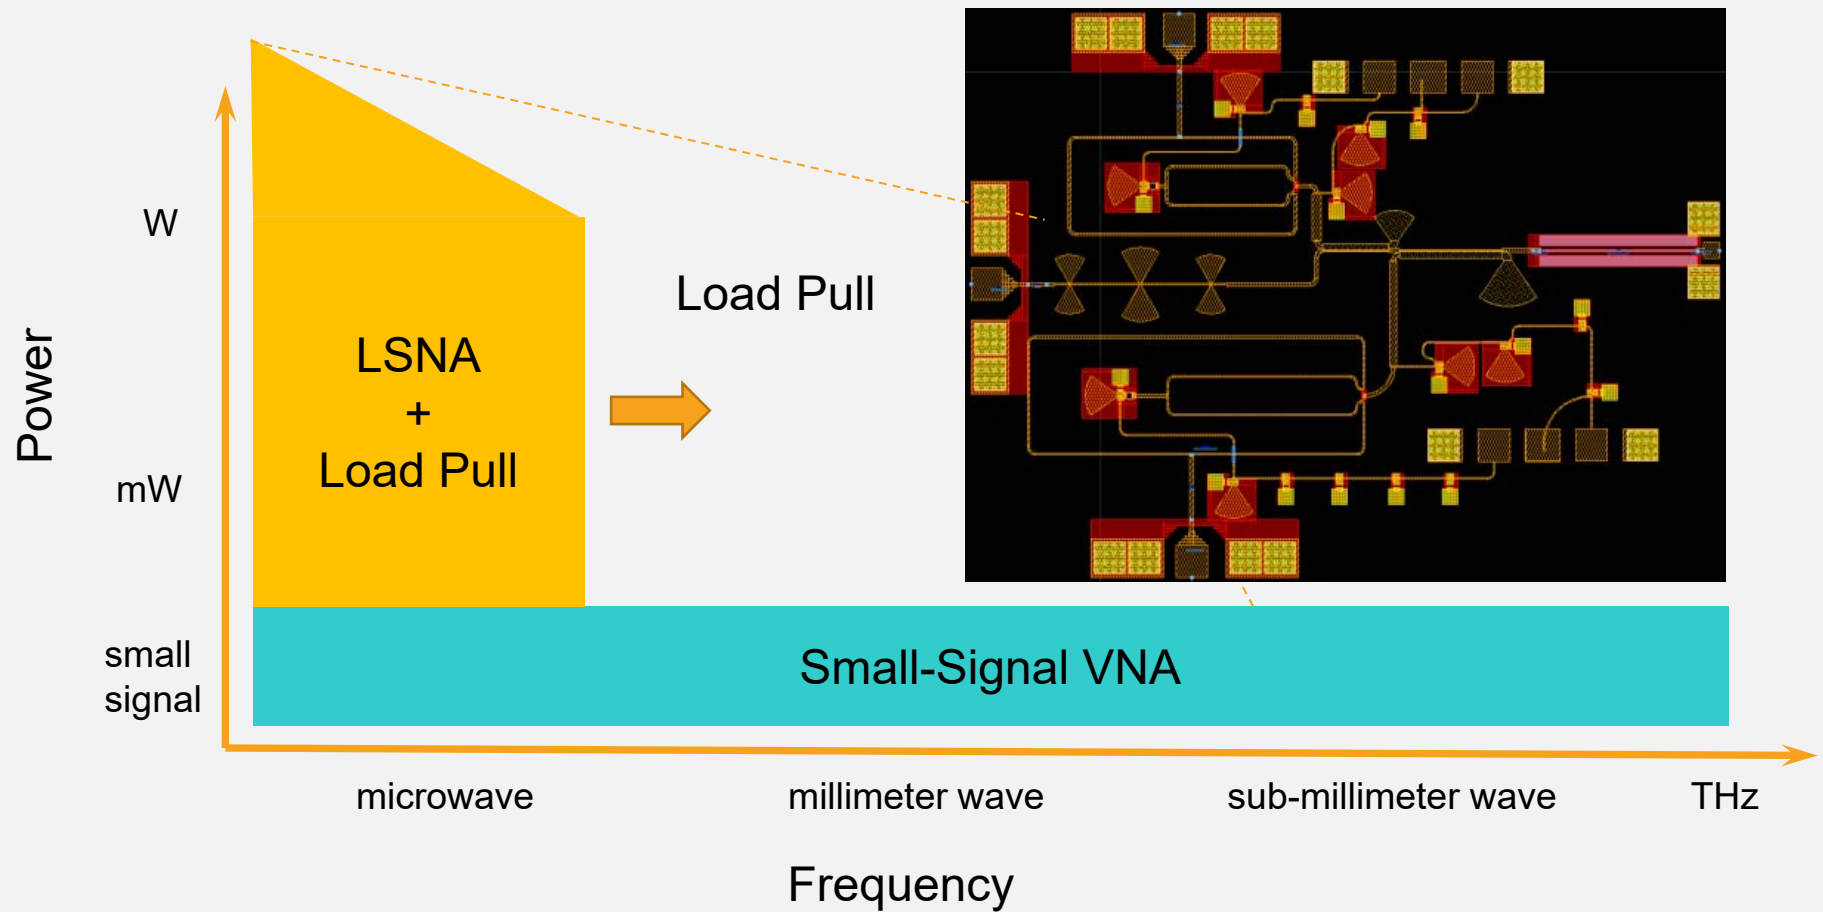 W
Load Pull
Power
LSNA
+
Load Pull
mW
small
signal
Small-Signal VNA
microwave
millimeter wave
sub-millimeter wave
THz
Frequency